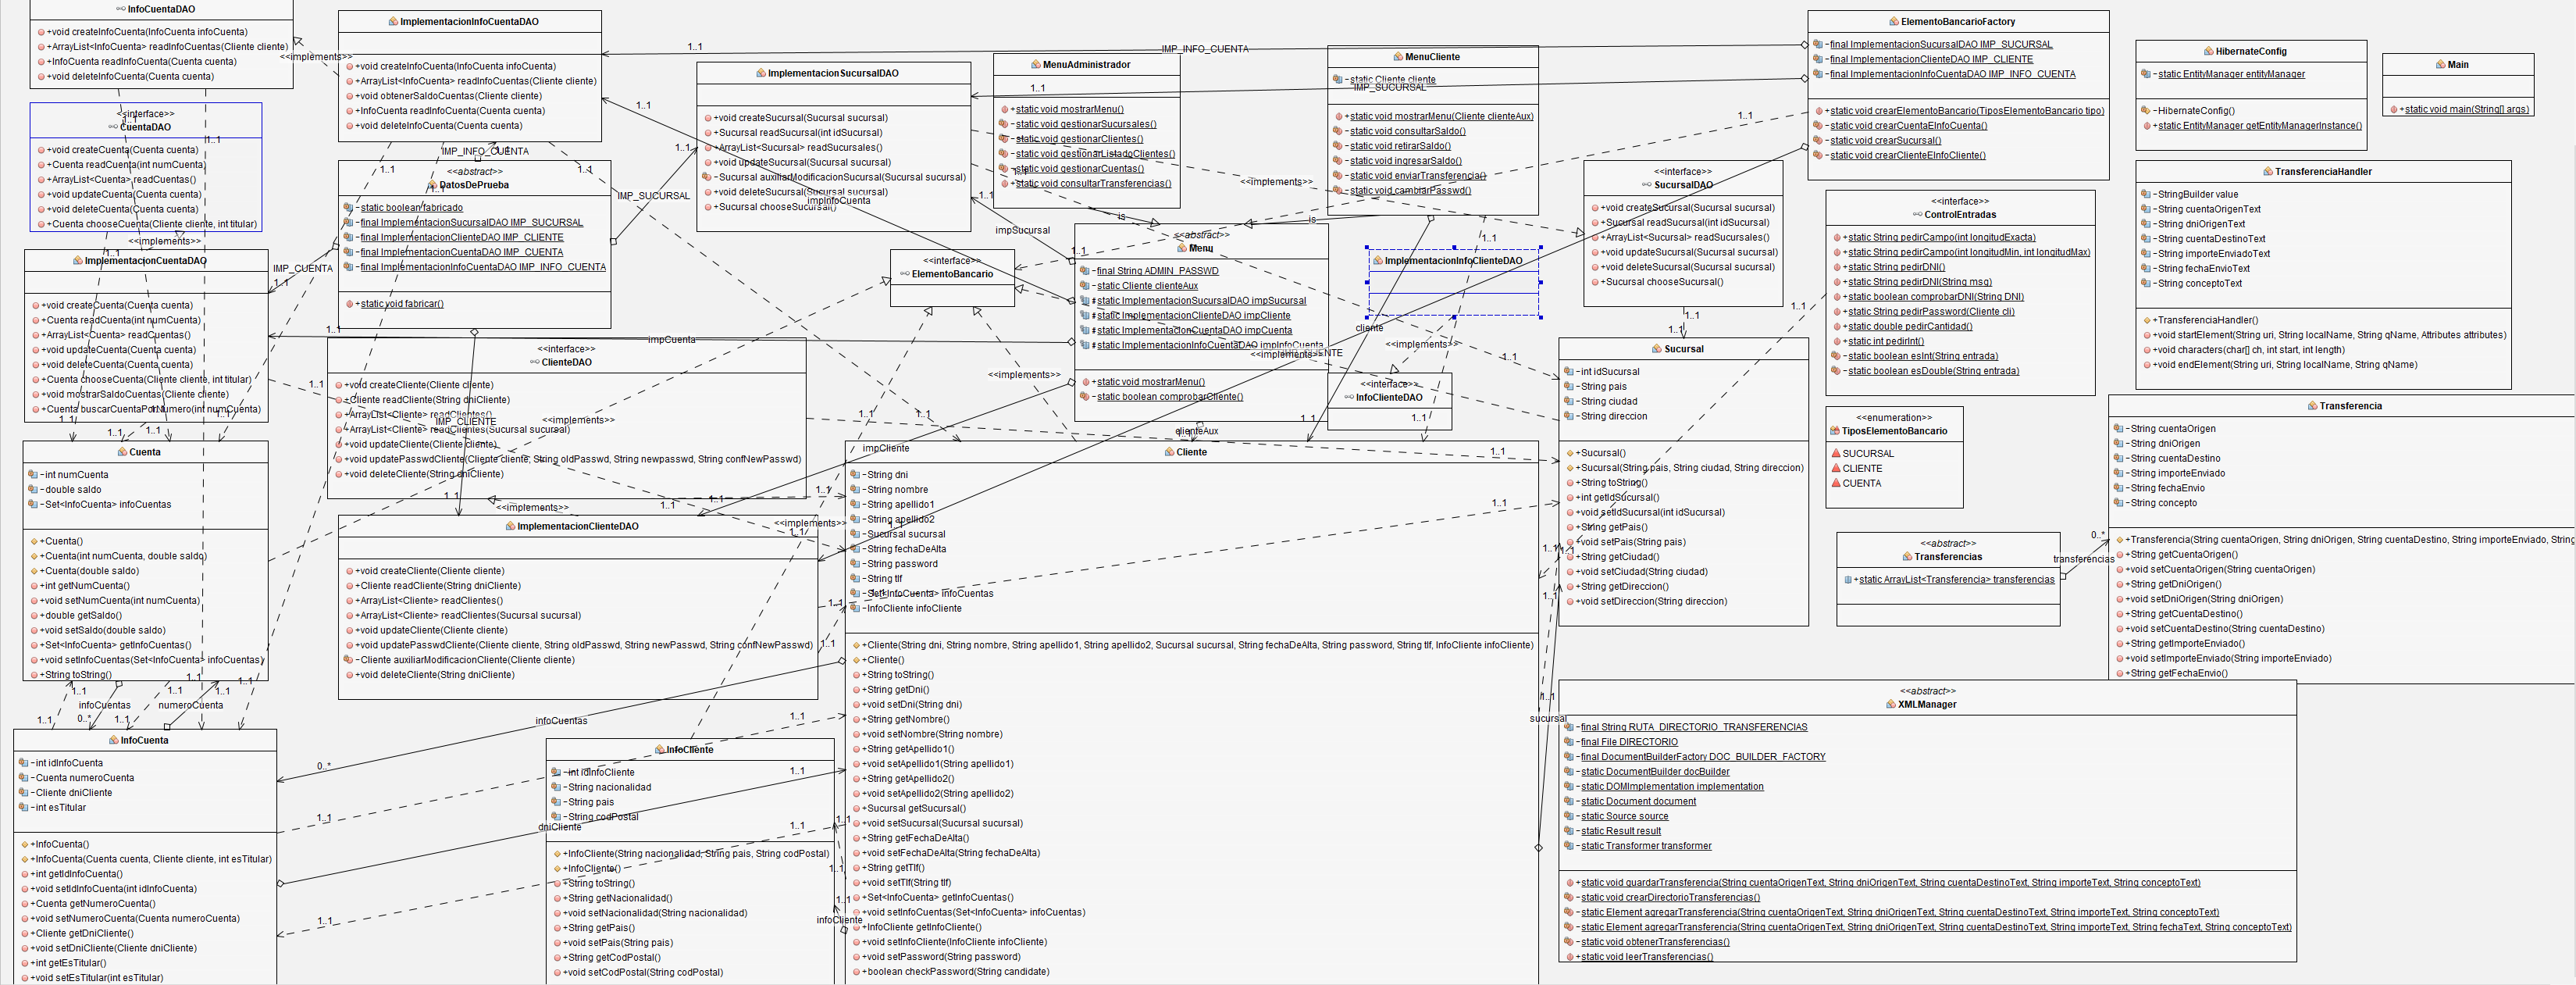 InfoCuentaDAO
+void createInfoCuenta(InfoCuenta infoCuenta)
+ArrayList<InfoCuenta> readInfoCuentas(Cliente cliente)
+InfoCuenta readInfoCuenta(Cuenta cuenta)
+void deleteInfoCuenta(Cuenta cuenta)
<<implements>>
<<interface>>
CuentaDAO
+void createCuenta(Cuenta cuenta)
+Cuenta readCuenta(int numCuenta)
+ArrayList<Cuenta> readCuentas()
+void updateCuenta(Cuenta cuenta)
+void deleteCuenta(Cuenta cuenta)
+Cuenta chooseCuenta(Cliente cliente, int titular)
<<implements>>
ImplementacionCuentaDAO
+void createCuenta(Cuenta cuenta)
+Cuenta readCuenta(int numCuenta)
+ArrayList<Cuenta> readCuentas()
+void updateCuenta(Cuenta cuenta)
+void deleteCuenta(Cuenta cuenta)
+Cuenta chooseCuenta(Cliente cliente, int titular)
+void mostrarSaldoCuentas(Cliente cliente)
+Cuenta buscarCuentaPorNumero(int numCuenta)
Cuenta
-int numCuenta
-double saldo
-Set<InfoCuenta> infoCuentas
+Cuenta()
+Cuenta(int numCuenta, double saldo)
+Cuenta(double saldo)
+int getNumCuenta()
+void setNumCuenta(int numCuenta)
+double getSaldo()
+void setSaldo(double saldo)
+Set<InfoCuenta> getInfoCuentas()
+void setInfoCuentas(Set<InfoCuenta> infoCuentas)
+String toString()
1..1
infoCuentas
0..*
numeroCuenta
1..1
InfoCuenta
-int idInfoCuenta
-Cuenta numeroCuenta
-Cliente dniCliente
-int esTitular
+InfoCuenta()
+InfoCuenta(Cuenta cuenta, Cliente cliente, int esTitular)
+int getIdInfoCuenta()
+void setIdInfoCuenta(int idInfoCuenta)
+Cuenta getNumeroCuenta()
+void setNumeroCuenta(Cuenta numeroCuenta)
+Cliente getDniCliente()
+void setDniCliente(Cliente dniCliente)
+int getEsTitular()
+void setEsTitular(int esTitular)
ImplementacionInfoCuentaDAO
+void createInfoCuenta(InfoCuenta infoCuenta)
+ArrayList<InfoCuenta> readInfoCuentas(Cliente cliente)
+void obtenerSaldoCuentas(Cliente cliente)
+InfoCuenta readInfoCuenta(Cuenta cuenta)
+void deleteInfoCuenta(Cuenta cuenta)
IMP_INFO_CUENTA
<<abstract>>
DatosDePrueba
-static boolean fabricado
-final ImplementacionSucursalDAO IMP_SUCURSAL
-final ImplementacionClienteDAO IMP_CLIENTE
-final ImplementacionCuentaDAO IMP_CUENTA
-final ImplementacionInfoCuentaDAO IMP_INFO_CUENTA
+static void fabricar()
IMP_CUENTA
IMP_SUCURSAL
<<interface>>
ClienteDAO
+void createCliente(Cliente cliente)
+Cliente readCliente(String dniCliente)
+ArrayList<Cliente> readClientes()
+ArrayList<Cliente> readClientes(Sucursal sucursal)
+void updateCliente(Cliente cliente)
+void updatePasswdCliente(Cliente cliente, String oldPasswd, String newpasswd, String confNewPasswd)
+void deleteCliente(String dniCliente)
IMP_CLIENTE
<<implements>>
<<implements>>
ImplementacionClienteDAO
+void createCliente(Cliente cliente)
+Cliente readCliente(String dniCliente)
+ArrayList<Cliente> readClientes()
+ArrayList<Cliente> readClientes(Sucursal sucursal)
+void updateCliente(Cliente cliente)
+void updatePasswdCliente(Cliente cliente, String oldPasswd, String newPasswd, String confNewPasswd)
-Cliente auxiliarModificacionCliente(Cliente cliente)
+void deleteCliente(String dniCliente)
infoCuentas
0..*
InfoCliente
-int idInfoCliente
-String nacionalidad
-String pais
-String codPostal
dniCliente
+InfoCliente(String nacionalidad, String pais, String codPostal)
+InfoCliente()
+String toString()
+String getNacionalidad()
+void setNacionalidad(String nacionalidad)
+String getPais()
+void setPais(String pais)
+String getCodPostal()
+void setCodPostal(String codPostal)
ImplementacionSucursalDAO
+void createSucursal(Sucursal sucursal)
+Sucursal readSucursal(int idSucursal)
+ArrayList<Sucursal> readSucursales()
+void updateSucursal(Sucursal sucursal)
-Sucursal auxiliarModificacionSucursal(Sucursal sucursal)
+void deleteSucursal(Sucursal sucursal)
+Sucursal chooseSucursal()
impInfoCuenta
MenuAdministrador
+static void mostrarMenu()
-static void gestionarSucursales()
-static void gestionarClientes()
-static void gestionarListadoClientes()
-static void gestionarCuentas()
+static void consultarTransferencias()
IMP_INFO_CUENTA
MenuCliente
-static Cliente cliente
IMP_SUCURSAL
+static void mostrarMenu(Cliente clienteAux)
-static void consultarSaldo()
-static void retirarSaldo()
-static void ingresarSaldo()
-static void enviarTransferencia()
-static void cambiarPasswd()
<<implements>>
is
is
impSucursal
<<interface>>
ElementoBancario
<<abstract>>
Menu
-final String ADMIN_PASSWD
-static Cliente clienteAux
#static ImplementacionSucursalDAO impSucursal
#static ImplementacionClienteDAO impCliente
#static ImplementacionCuentaDAO impCuenta
#static ImplementacionInfoCuentaDAO impInfoCuenta
+static void mostrarMenu()
-static boolean comprobarCliente()
impCuenta
<<implements>>
<<implements>>
ImplementacionInfoClienteDAO
cliente
<<implements>>
<<interface>>
InfoClienteDAO
clienteAux
impCliente
<<implements>>
Cliente
-String dni
-String nombre
-String apellido1
-String apellido2
-Sucursal sucursal
-String fechaDeAlta
-String password
-String tlf
-Set<InfoCuenta> infoCuentas
-InfoCliente infoCliente
+Cliente(String dni, String nombre, String apellido1, String apellido2, Sucursal sucursal, String fechaDeAlta, String password, String tlf, InfoCliente infoCliente)
+Cliente()
+String toString()
+String getDni()
+void setDni(String dni)
+String getNombre()
+void setNombre(String nombre)
+String getApellido1()
+void setApellido1(String apellido1)
+String getApellido2()
+void setApellido2(String apellido2)
+Sucursal getSucursal()
+void setSucursal(Sucursal sucursal)
+String getFechaDeAlta()
+void setFechaDeAlta(String fechaDeAlta)
+String getTlf()
+void setTlf(String tlf)
+Set<InfoCuenta> getInfoCuentas()
+void setInfoCuentas(Set<InfoCuenta> infoCuentas)
+InfoCliente getInfoCliente()
+void setInfoCliente(InfoCliente infoCliente)
+void setPassword(String password)
+boolean checkPassword(String candidate)
infoCliente
sucursal
<<interface>>
SucursalDAO
+void createSucursal(Sucursal sucursal)
+Sucursal readSucursal(int idSucursal)
+ArrayList<Sucursal> readSucursales()
+void updateSucursal(Sucursal sucursal)
+void deleteSucursal(Sucursal sucursal)
+Sucursal chooseSucursal()
1..1
Sucursal
-int idSucursal
-String pais
-String ciudad
-String direccion
+Sucursal()
+Sucursal(String pais, String ciudad, String direccion)
+String toString()
+int getIdSucursal()
+void setIdSucursal(int idSucursal)
+String getPais()
+void setPais(String pais)
+String getCiudad()
+void setCiudad(String ciudad)
+String getDireccion()
+void setDireccion(String direccion)
ElementoBancarioFactory
-final ImplementacionSucursalDAO IMP_SUCURSAL
-final ImplementacionClienteDAO IMP_CLIENTE
-final ImplementacionInfoCuentaDAO IMP_INFO_CUENTA
+static void crearElementoBancario(TiposElementoBancario tipo)
-static void crearCuentaEInfoCuenta()
-static void crearSucursal()
-static void crearClienteEInfoCliente()
<<interface>>
ControlEntradas
+static String pedirCampo(int longitudExacta)
+static String pedirCampo(int longitudMin, int longitudMax)
+static String pedirDNI()
+static String pedirDNI(String msg)
+static boolean comprobarDNI(String DNI)
+static String pedirPassword(Cliente cli)
+static double pedirCantidad()
+static int pedirInt()
-static boolean esInt(String entrada)
-static boolean esDouble(String entrada)
<<enumeration>>
TiposElementoBancario
SUCURSAL
CLIENTE
CUENTA
<<abstract>>
Transferencias
+static ArrayList<Transferencia> transferencias
0..*
transferencias
HibernateConfig
-static EntityManager entityManager
-HibernateConfig()
+static EntityManager getEntityManagerInstance()
Main
+static void main(String[] args)
TransferenciaHandler
-StringBuilder value
-String cuentaOrigenText
-String dniOrigenText
-String cuentaDestinoText
-String importeEnviadoText
-String fechaEnvioText
-String conceptoText
+TransferenciaHandler()
+void startElement(String uri, String localName, String qName, Attributes attributes)
+void characters(char[] ch, int start, int length)
+void endElement(String uri, String localName, String qName)
Transferencia
-String cuentaOrigen
-String dniOrigen
-String cuentaDestino
-String importeEnviado
-String fechaEnvio
-String concepto
+Transferencia(String cuentaOrigen, String dniOrigen, String cuentaDestino, String importeEnviado, String
+String getCuentaOrigen()
+void setCuentaOrigen(String cuentaOrigen)
+String getDniOrigen()
+void setDniOrigen(String dniOrigen)
+String getCuentaDestino()
+void setCuentaDestino(String cuentaDestino)
+String getImporteEnviado()
+void setImporteEnviado(String importeEnviado)
+String getFechaEnvio()
<<abstract>>
XMLManager
-final String RUTA_DIRECTORIO_TRANSFERENCIAS
-final File DIRECTORIO
-final DocumentBuilderFactory DOC_BUILDER_FACTORY
-static DocumentBuilder docBuilder
-static DOMImplementation implementation
-static Document document
-static Source source
-static Result result
-static Transformer transformer
+static void guardarTransferencia(String cuentaOrigenText, String dniOrigenText, String cuentaDestinoText, String importeText, String conceptoText)
-static void crearDirectorioTransferencias()
-static Element agregarTransferencia(String cuentaOrigenText, String dniOrigenText, String cuentaDestinoText, String importeText, String conceptoText)
-static Element agregarTransferencia(String cuentaOrigenText, String dniOrigenText, String cuentaDestinoText, String importeText, String fechaText, String conceptoText)
-static void obtenerTransferencias()
+static void leerTransferencias()